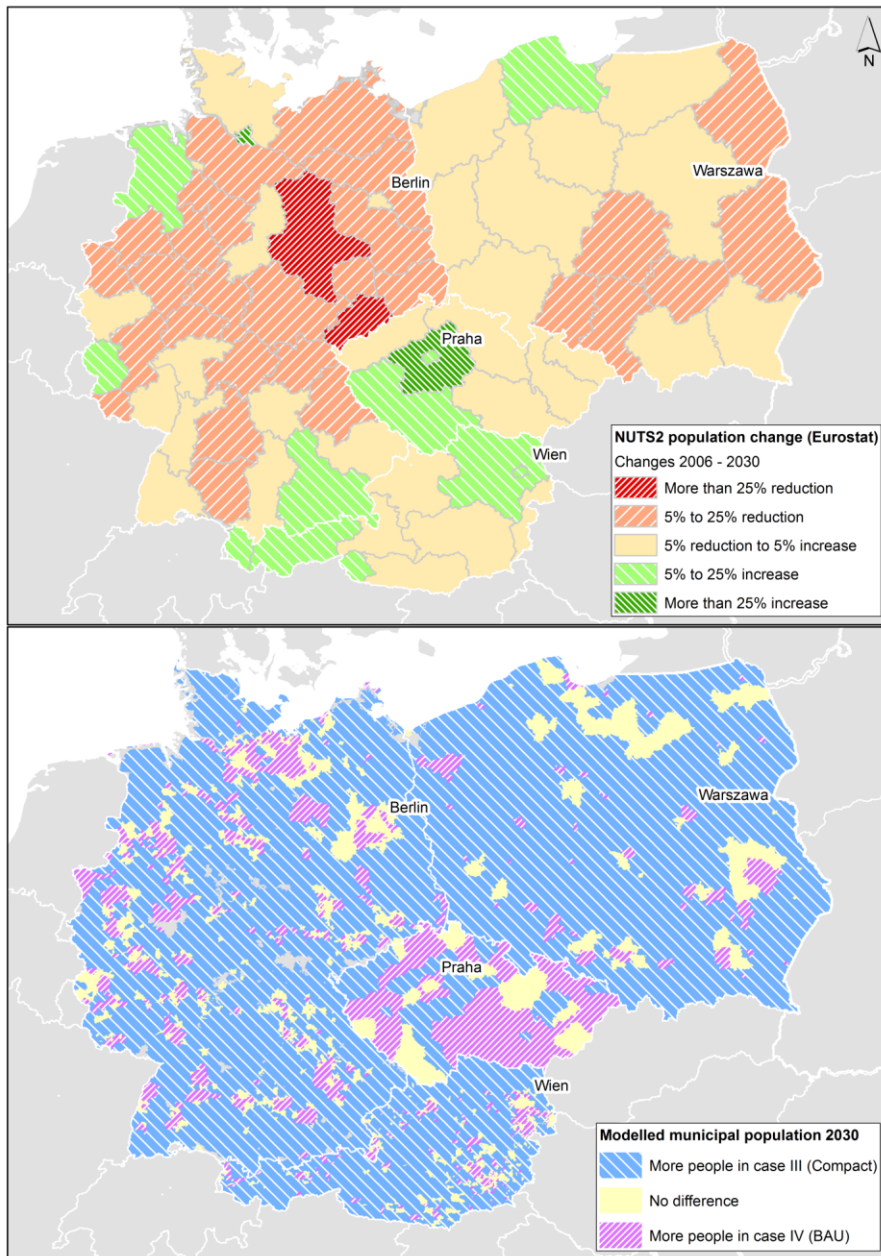 N
Berlin
Warszawa
Praha
Wien
NUTS2 population change (Eurostat)
Changes 2006 - 2030
More than 25% reduction
5% to 25% reduction
5% reduction to 5% increase
5% to 25% increase
More than 25% increase
Berlin
Warszawa
Praha
Wien
Modelled municipal population 2030
More people in case III (Compact)
No difference
More people in case IV (BAU)